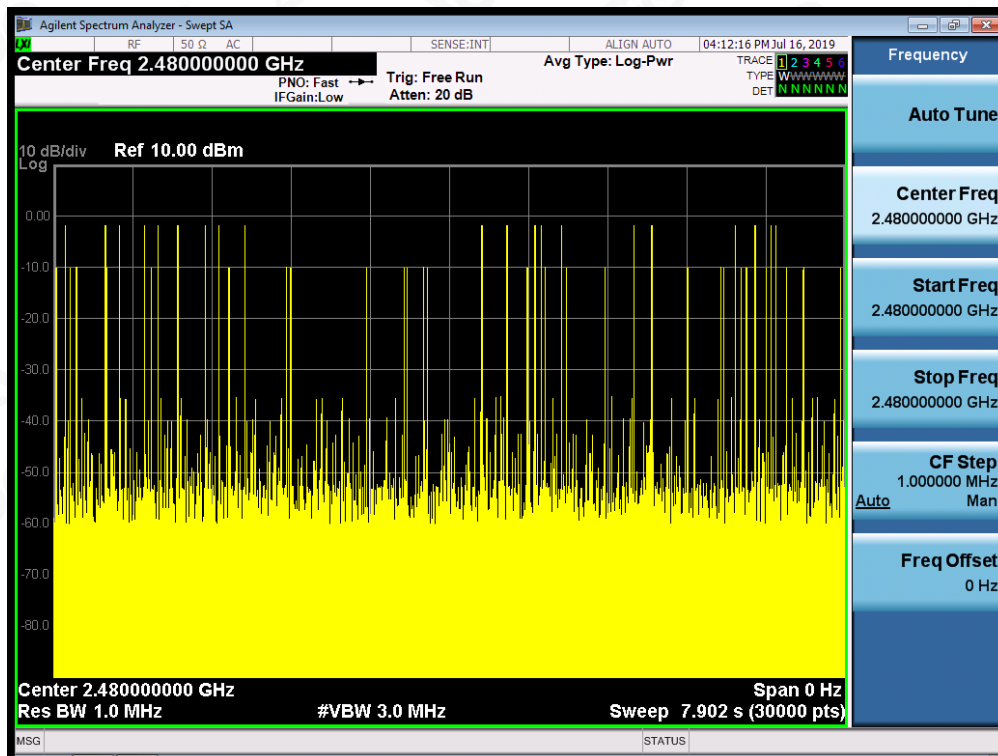 Agilent Spectrum Analyzer - Swept SA
LXI RF 50 Ω AC SENSE:INT ALIGN AUTO 04:12:16 PM Jul 16, 2019
Center Freq 2.480000000 GHz
PNO: Fast
IFGain:Low
Trig: Free Run
Atten: 20 dB
Avg Type: Log-Pwr
TRACE 1 2 3 4 5 6
TYPE WWWWWW
DET N N N N N N
10 dB/div Ref 10.00 dBm
Log
0.00
-10.0
-20.0
-30.0
-40.0
-50.0
-60.0
-70.0
-80.0
Center 2.480000000 GHz Span 0 Hz
Res BW 1.0 MHz #VBW 3.0 MHz Sweep 7.902 s (30000 pts)
MSG STATUS
Frequency
Auto Tune
Center Freq
2.480000000 GHz
Start Freq
2.480000000 GHz
Stop Freq
2.480000000 GHz
CF Step
1.000000 MHz
Auto Man
Freq Offset
0 Hz